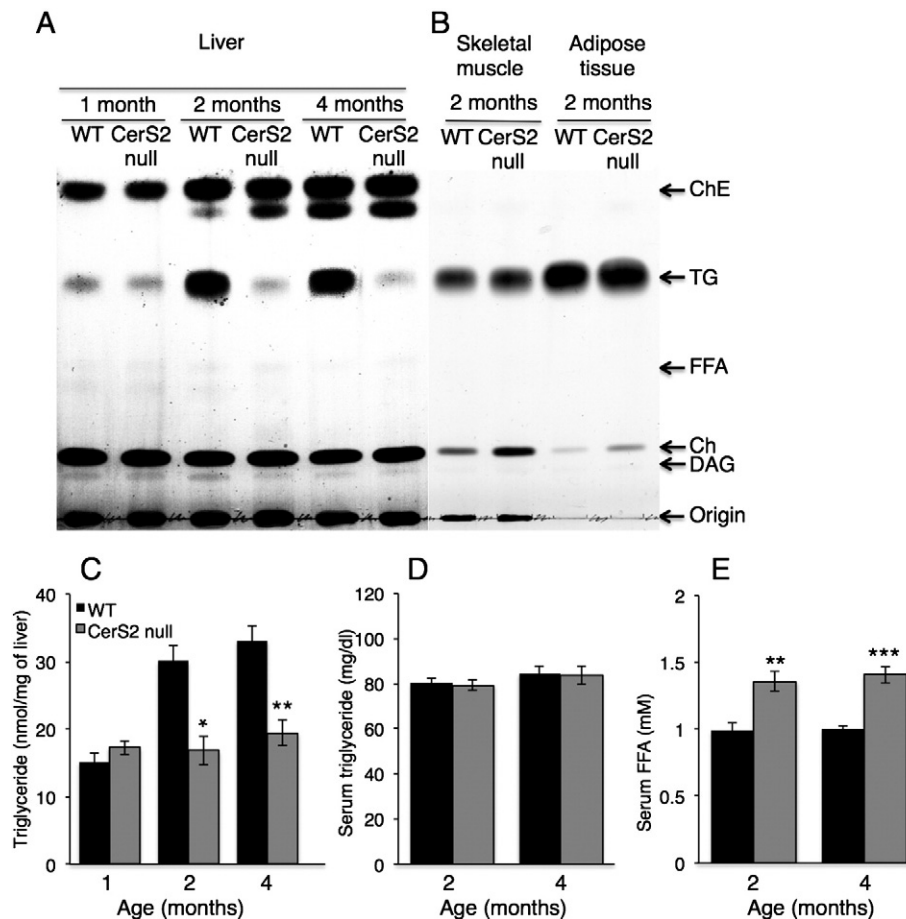 A
Liver
1 month 2 months 4 months
WT CerS2 null WT CerS2 null WT CerS2 null
B
Skeletal muscle Adipose tissue
2 months 2 months
WT CerS2 null WT CerS2 null
ChE
TG
FFA
Ch
DAG
Origin
C
Triglyceride (nmol/mg of liver)
40
30
20
10
0
WT
CerS2 null
*
**
1 2 4
Age (months)
D
Serum triglyceride (mg/dl)
120
100
80
60
40
20
0
2 4
Age (months)
E
Serum FFA (mM)
2
1.5
1
0.5
0
**
***
2 4
Age (months)